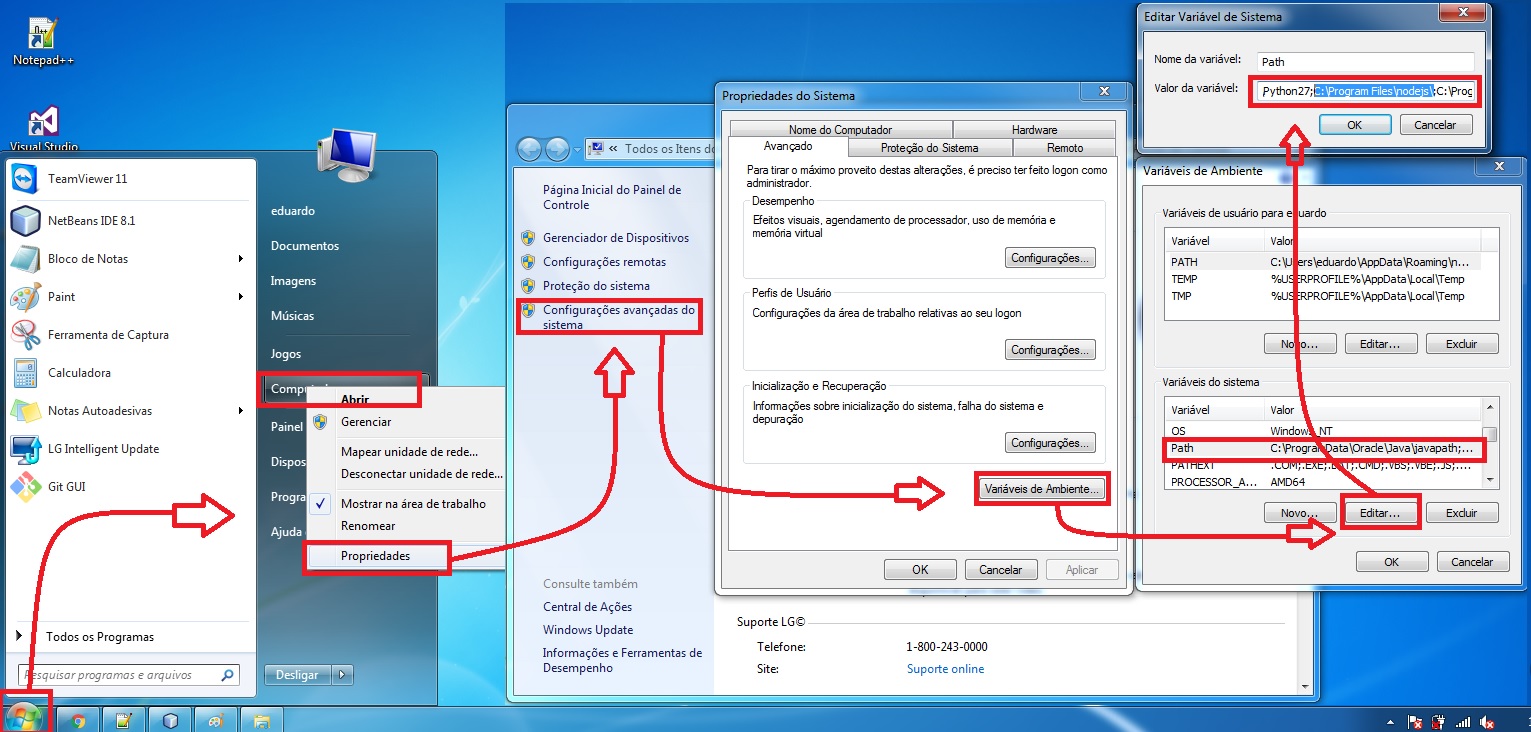 Notepad++
Visual Studio
TeamViewer 11
NetBeans IDE 8.1
Bloco de Notas
Paint
Ferramenta de Captura
Calculadora
Notas Autoadesivas
LG Intelligent Update
Git GUI
Todos os Programas
Pesquisar programas e arquivos
eduardo
Documentos
Imagens
Músicas
Jogos
Comput
Painel
Dispos
Progra
Ajuda
Desligar
Abrir
Gerenciar
Mapear unidade de rede...
Desconectar unidade de rede...
Mostrar na área de trabalho
Renomear
Propriedades
« Todos os Itens do
Página Inicial do Painel de
Controle
Gerenciador de Dispositivos
Configurações remotas
Proteção do sistema
Configurações avançadas do
sistema
Consulte também
Central de Ações
Windows Update
Informações e Ferramentas de
Desempenho
Suporte LG©
Telefone: 1-800-243-0000
Site: Suporte online
Propriedades do Sistema
Nome do Computador Hardware
Avançado Proteção do Sistema Remoto
Para tirar o máximo proveito destas alterações, é preciso ter feito logon como
administrador.
Desempenho
Efeitos visuais, agendamento de processador, uso de memória e
memória virtual
Configurações...
Perfis de Usuário
Configurações da área de trabalho relativas ao seu logon
Configurações...
Inicialização e Recuperação
Informações sobre inicialização do sistema, falha do sistema e
depuração
Configurações...
Variáveis de Ambiente...
OK Cancelar Aplicar
Editar Variável de Sistema
Nome da variável: Path
Valor da variável: Python27;C:\Program Files\nodejs\;C:\Prog
OK Cancelar
Variáveis de Ambiente
Variáveis de usuário para eduardo
Variável Valor
PATH C:\Users\eduardo\AppData\Roaming\n...
TEMP %USERPROFILE%\AppData\Local\Temp
TMP %USERPROFILE%\AppData\Local\Temp
Novo... Editar... Excluir
Variáveis do sistema
Variável Valor
OS Windows_NT
Path C:\ProgramData\Oracle\Java\javapath;...
PATHEXT .COM;.EXE;.BAT;.CMD;.VBS;.VBE;.JS;...
PROCESSOR_A... AMD64
Novo... Editar... Excluir
OK Cancelar